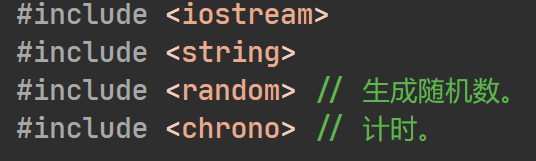 #include <iostream>
#include <string>
#include <random> // 生成随机数。
#include <chrono> // 计时。